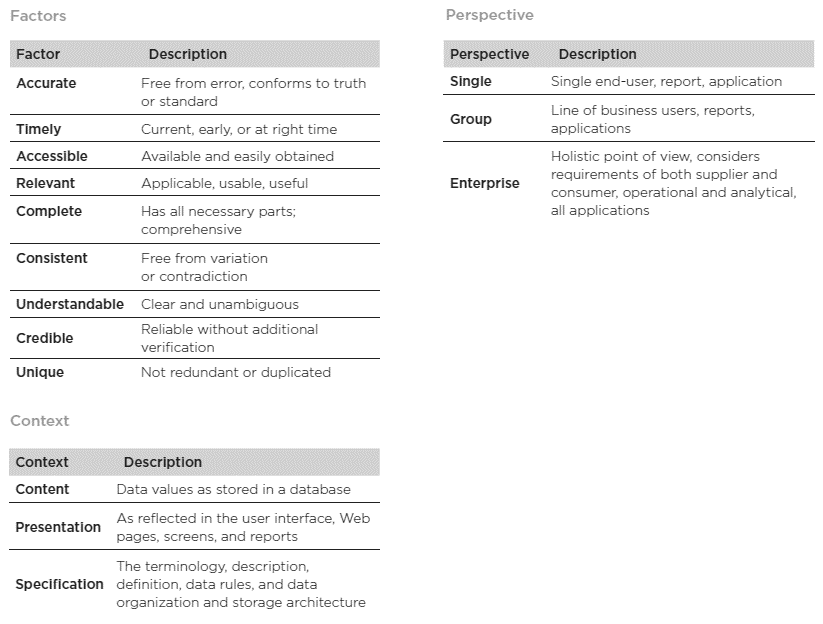 Factors
Factor Description
Accurate Free from error, conforms to truth
or standard
Timely Current, early, or at right time
Accessible Available and easily obtained
Relevant Applicable, usable, useful
Complete Has all necessary parts;
comprehensive
Consistent Free from variation
or contradiction
Understandable Clear and unambiguous
Credible Reliable without additional
verification
Unique Not redundant or duplicated
Context
Context Description
Content Data values as stored in a database
Presentation As reflected in the user interface, Web
pages, screens, and reports
Specification The terminology, description,
definition, data rules, and data
organization and storage architecture
Perspective
Perspective Description
Single Single end-user, report, application
Group Line of business users, reports,
applications
Enterprise Holistic point of view, considers
requirements of both supplier and
consumer, operational and analytical,
all applications